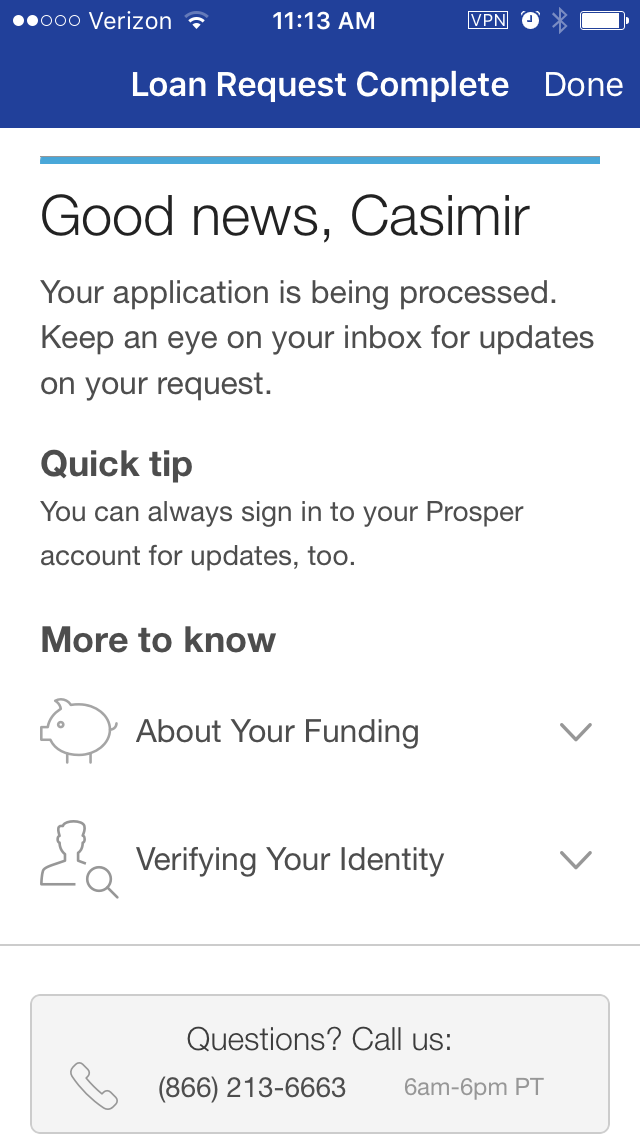 Verizon 11:13 AM VPN
Loan Request Complete Done
Good news, Casimir
Your application is being processed.
Keep an eye on your inbox for updates
on your request.
Quick tip
You can always sign in to your Prosper
account for updates, too.
More to know
About Your Funding
Verifying Your Identity
Questions? Call us:
(866) 213-6663 6am-6pm PT